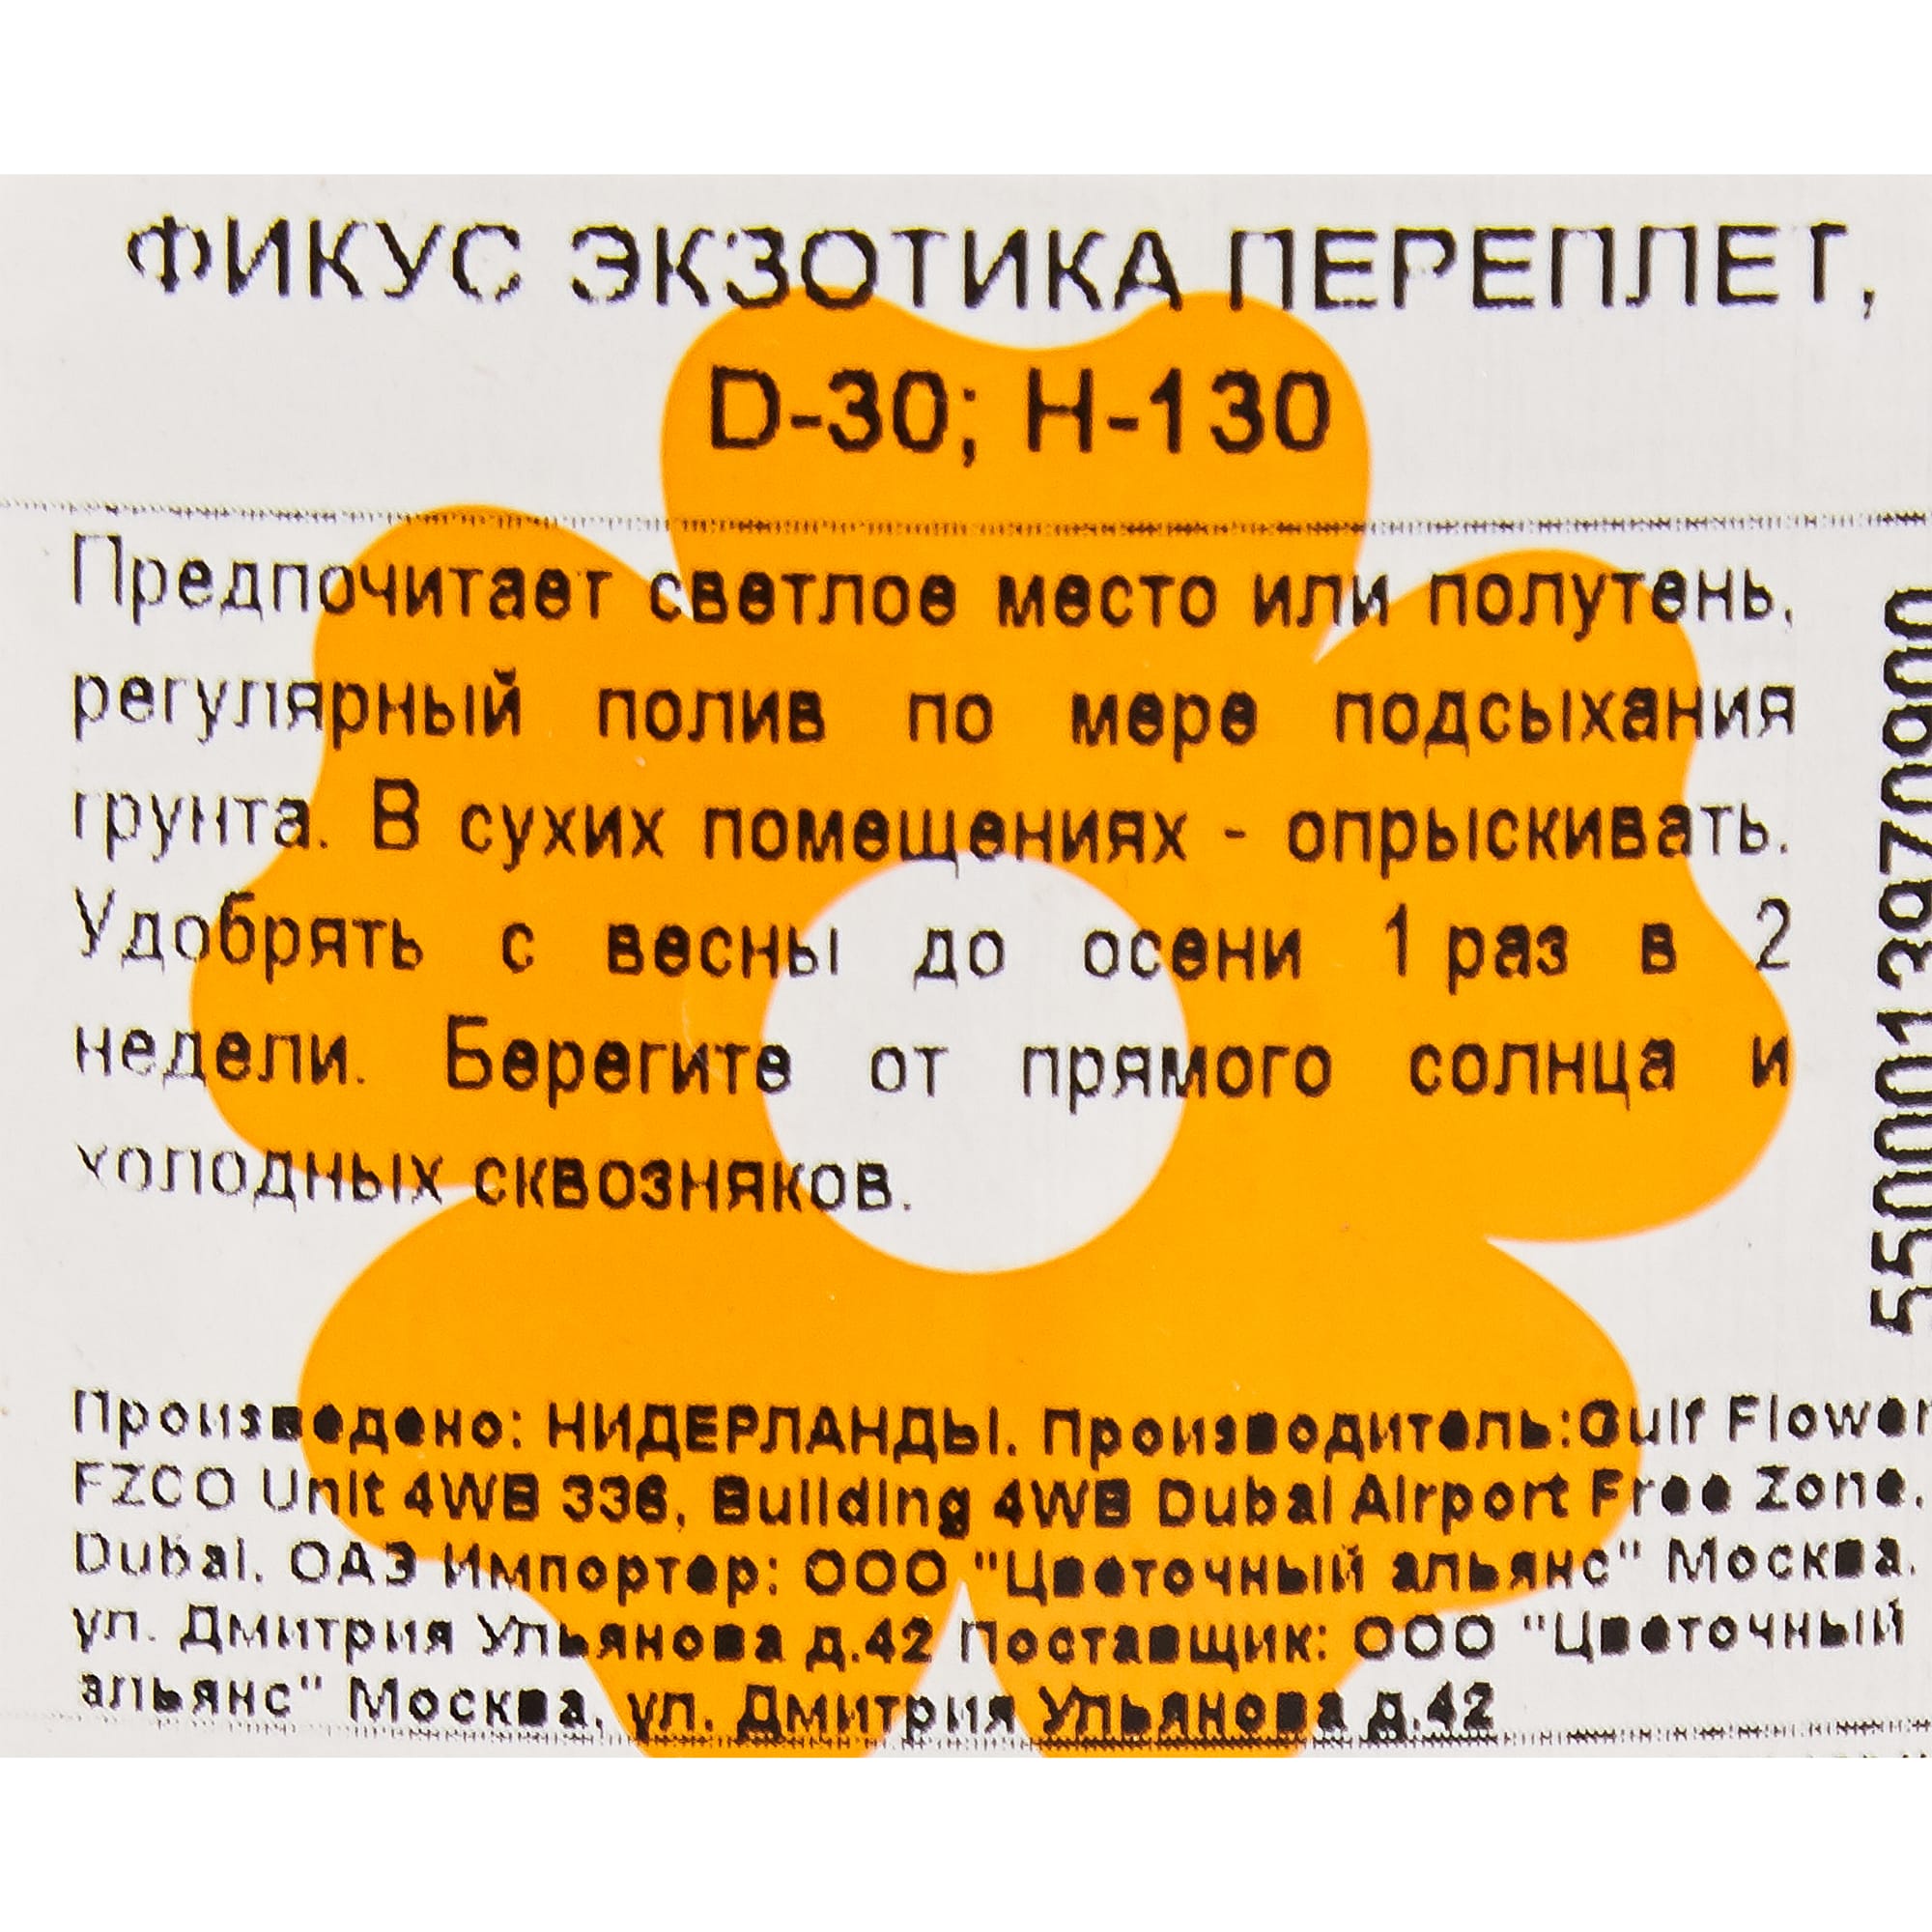 ФИКУС ЭКЗОТИКА ПЕРЕПЛЕТ,
D-30; H-130
Предпочитает светлое место или полутень,
регулярный полив по мере подсыхания
грунта. В сухих помещениях - опрыскивать.
Удобрять с весны до осени 1 раз в 2
недели. Берегите от прямого солнца и
холодных сквозняков.
Произведено: НИДЕРЛАНДЫ. Производитель:Gulf Flower
FZCO Unit 4WB 336, Building 4WB Dubai Airport Free Zone,
Dubai, ОАЭ Импортер: ООО "Цветочный альянс" Москва,
ул. Дмитрия Ульянова д.42 Поставщик: ООО "Цветочный
альянс" Москва, ул. Дмитрия Ульянова д.42